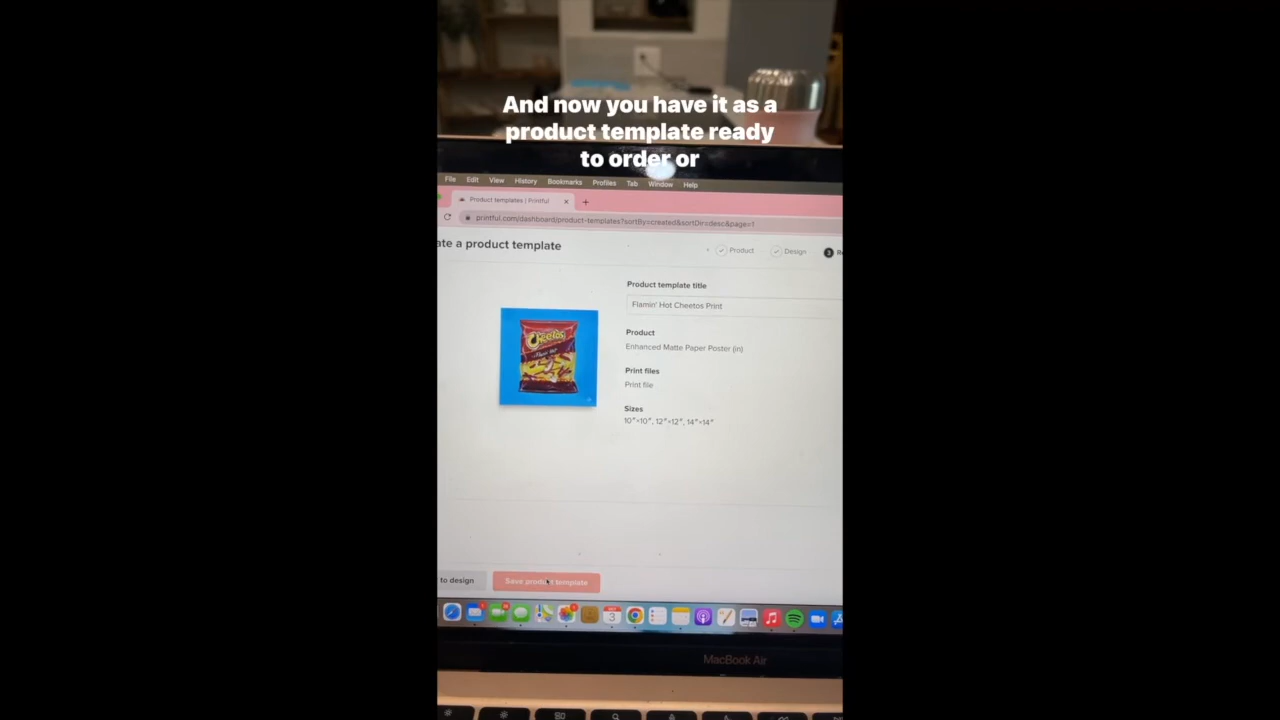 And now you have it as a
product template ready
to order or
File Edit View History Bookmarks Profiles Tab Window Help
Product templates | Printful
printful.com/dashboard/product-templates?sortBy=created&sortDir=desc&page=1
ate a product template
Product Design 3
Product template title
Flamin' Hot Cheetos Print
Product
Enhanced Matte Paper Poster (in)
Print files
Print file
Sizes
10″×10″, 12″×12″, 14″×14″
Cheetos
to design
Save product template
3
MacBook Air